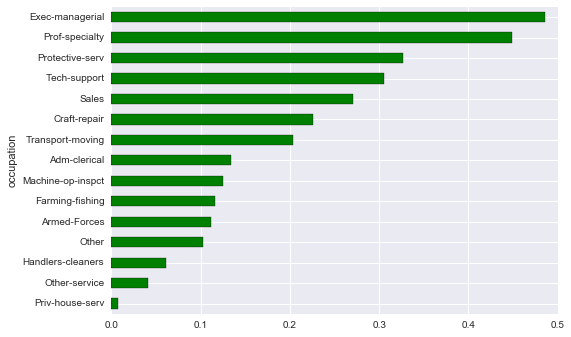 Exec-managerial
Prof-specialty
Protective-serv
Tech-support
Sales
Craft-repair
Transport-moving
Adm-clerical
Machine-op-inspct
Farming-fishing
Armed-Forces
Other
Handlers-cleaners
Other-service
Priv-house-serv
occupation
0.0 0.1 0.2 0.3 0.4 0.5